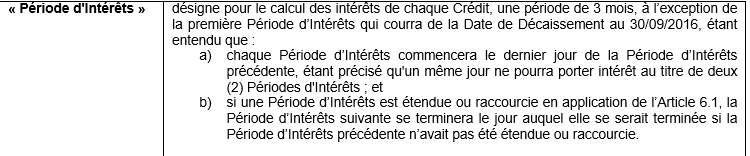 « Période d'Intérêts »
désigne pour le calcul des intérêts de chaque Crédit, une période de 3 mois, à l'exception de
la première Période d'Intérêts qui courra de la Date de Décaissement au 30/09/2016, étant
entendu que :
a) chaque Période d'Intérêts commencera le dernier jour de la Période d'Intérêts
précédente, étant précisé qu'un même jour ne pourra porter intérêt au titre de deux
(2) Périodes d'Intérêts ; et
b) si une Période d'Intérêts est étendue ou raccourcie en application de l'Article 6.1, la
Période d'Intérêts suivante se terminera le jour auquel elle se serait terminée si la
Période d'Intérêts précédente n'avait pas été étendue ou raccourcie.